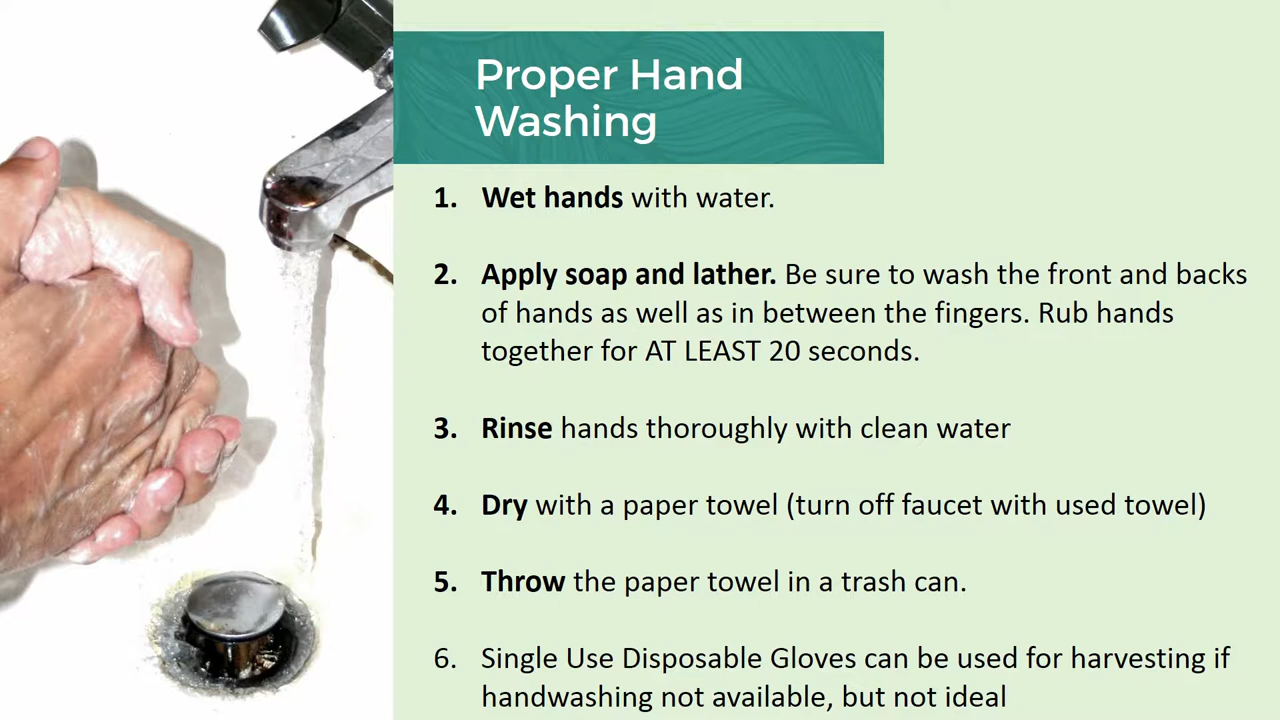 Proper Hand
Washing
1. Wet hands with water.
2. Apply soap and lather. Be sure to wash the front and backs
of hands as well as in between the fingers. Rub hands
together for AT LEAST 20 seconds.
3. Rinse hands thoroughly with clean water
4. Dry with a paper towel (turn off faucet with used towel)
5. Throw the paper towel in a trash can.
6. Single Use Disposable Gloves can be used for harvesting if
handwashing not available, but not ideal